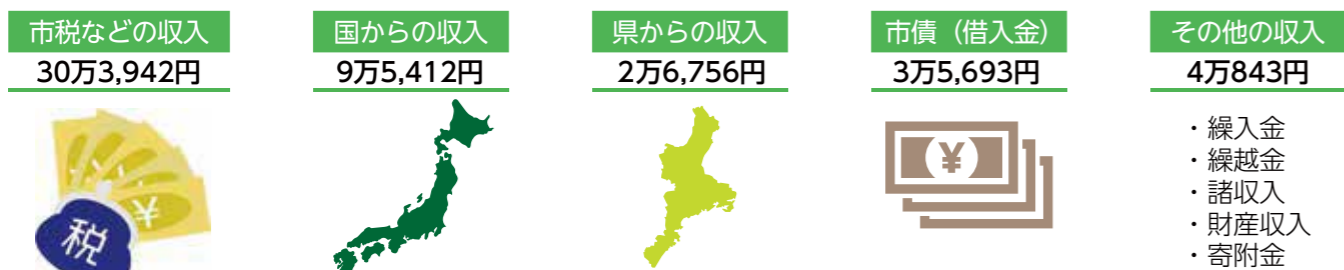 市税などの収入
30万3,942円
¥
税
国からの収入
9万5,412円
県からの収入
2万6,756円
市債（借入金）
3万5,693円
¥
その他の収入
4万843円
・繰入金
・繰越金
・諸収入
・財産収入
・寄附金